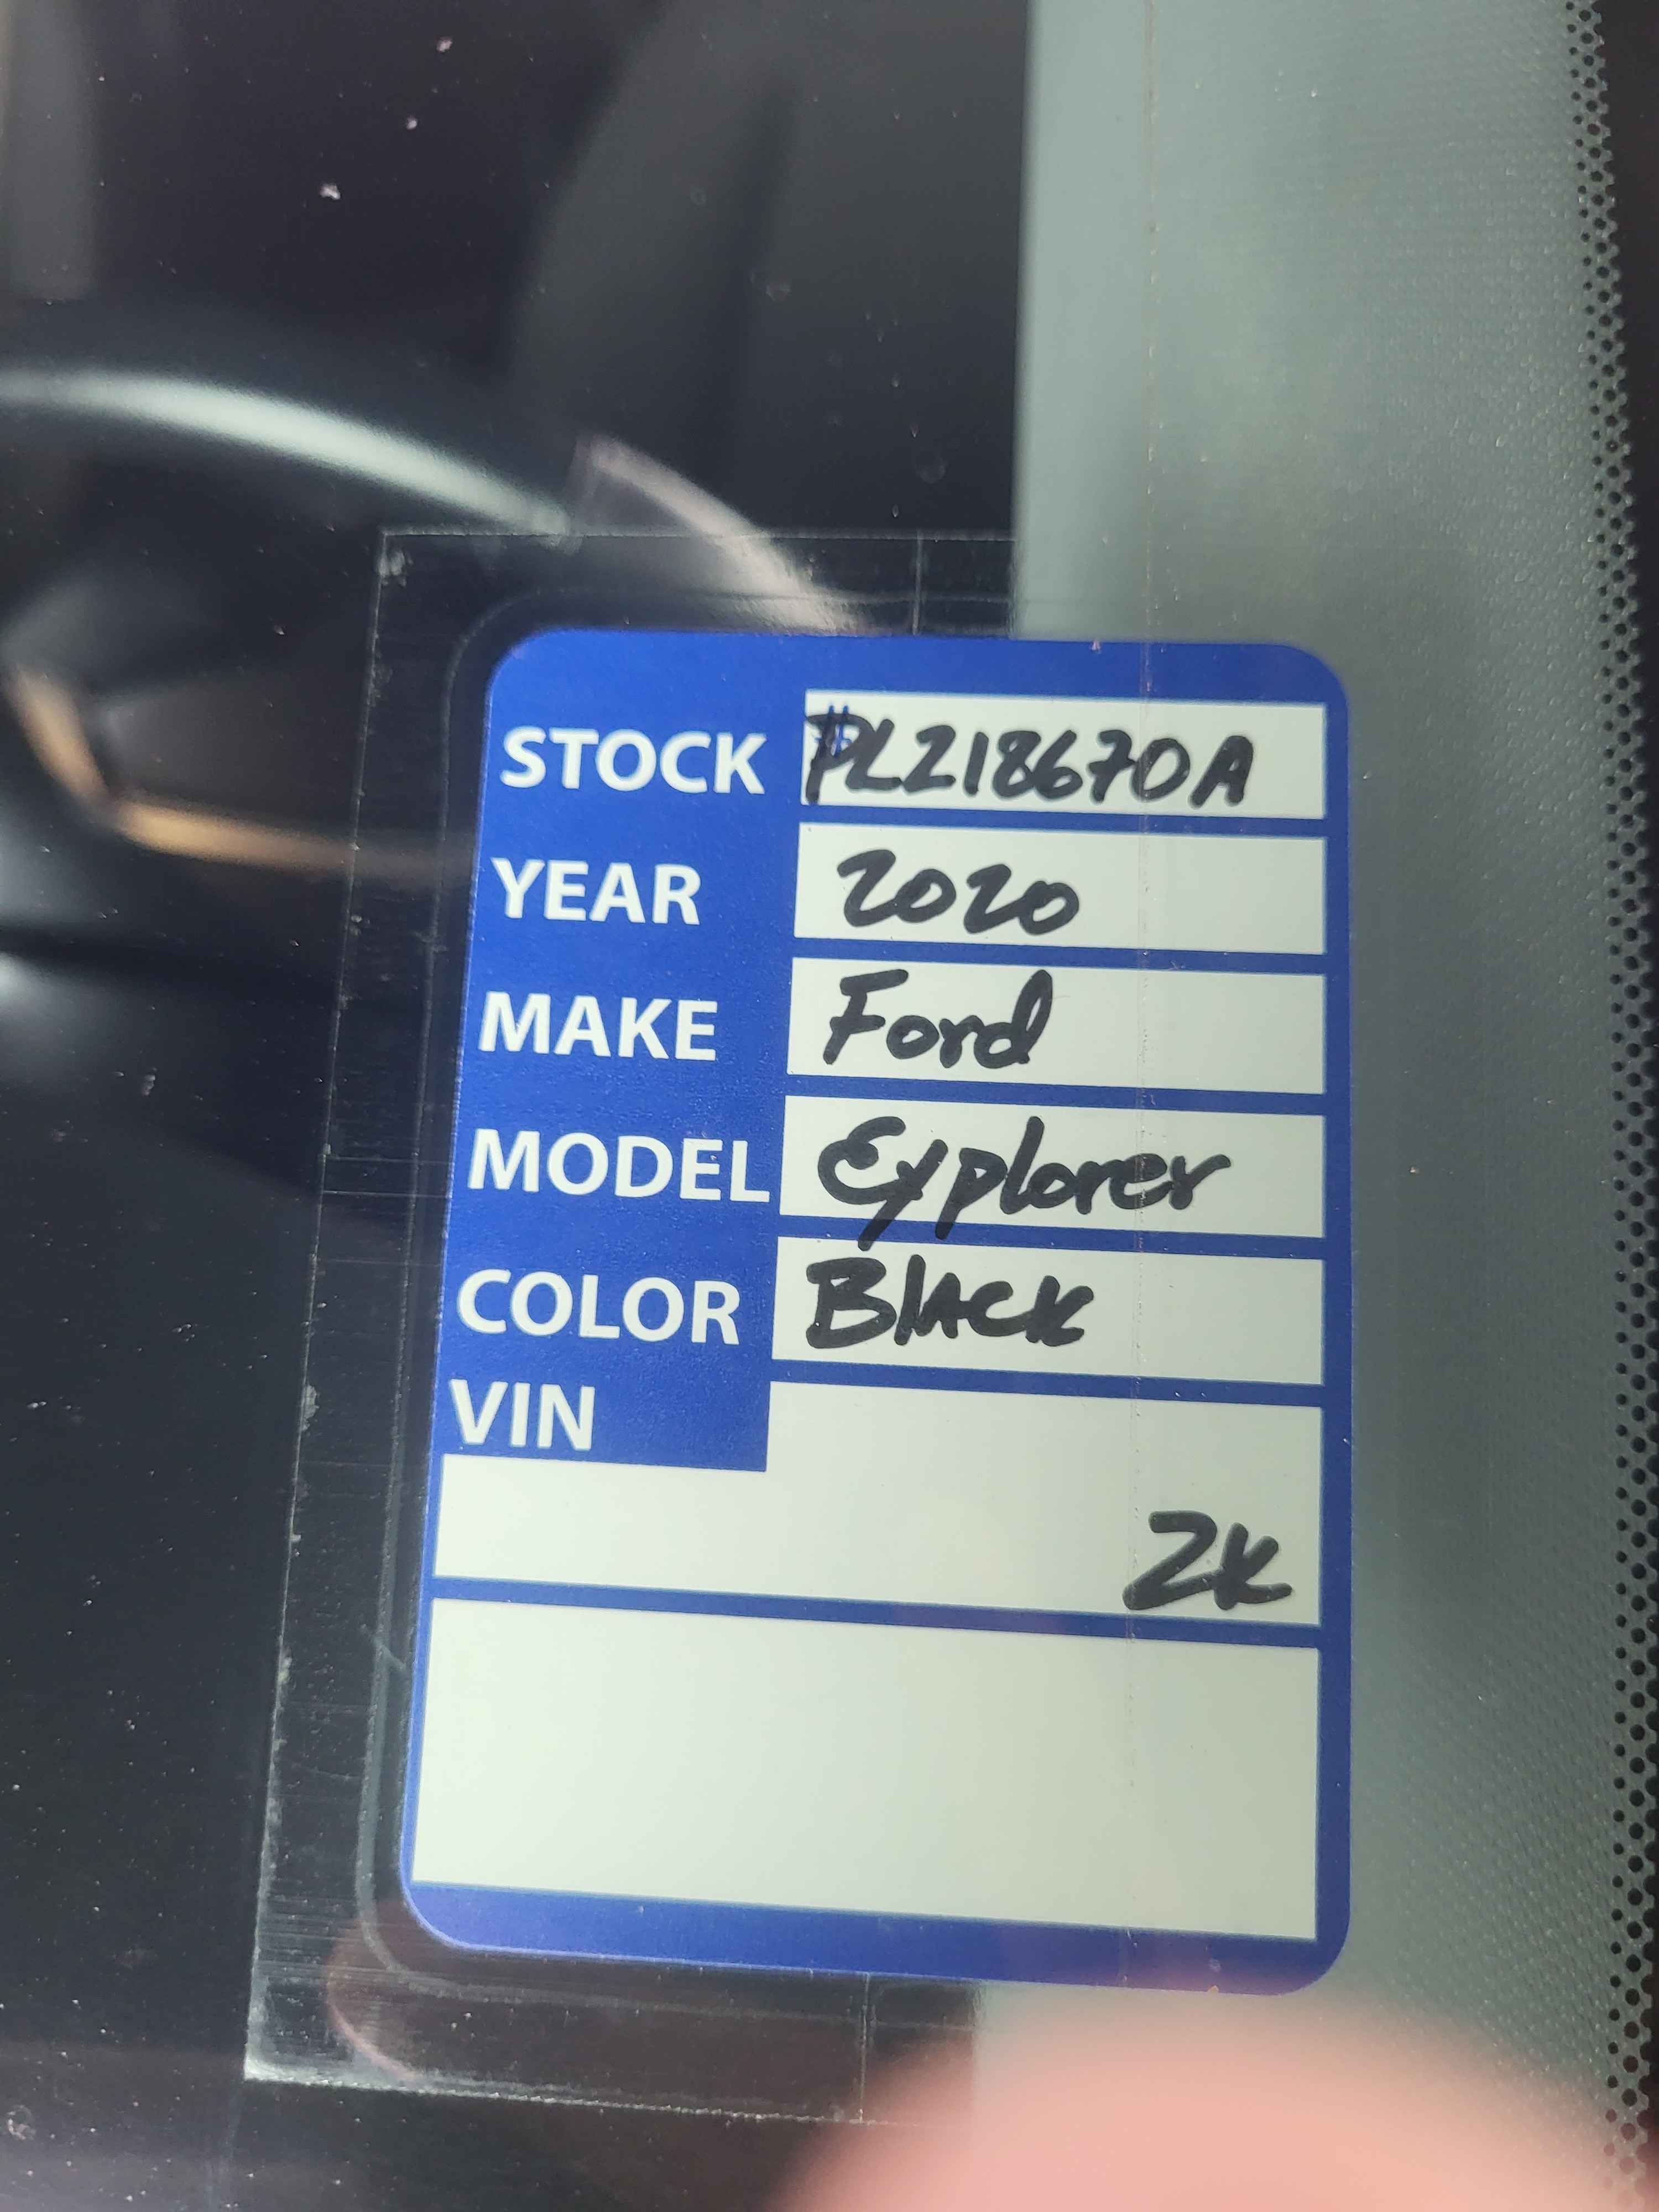 STOCK #PL218670A
YEAR 2020
MAKE Ford
MODEL Explorer
COLOR Black
VIN
2K